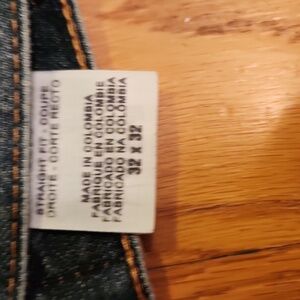 STRAIGHT FIT - COUPE
DROITE - CORTE RECTO
MADE IN COLOMBIA
FABRIQUE EN COLOMBIE
FABRICADO EN COLOMBIA
FABRICADO NA COLÔMBIA
32 x 32